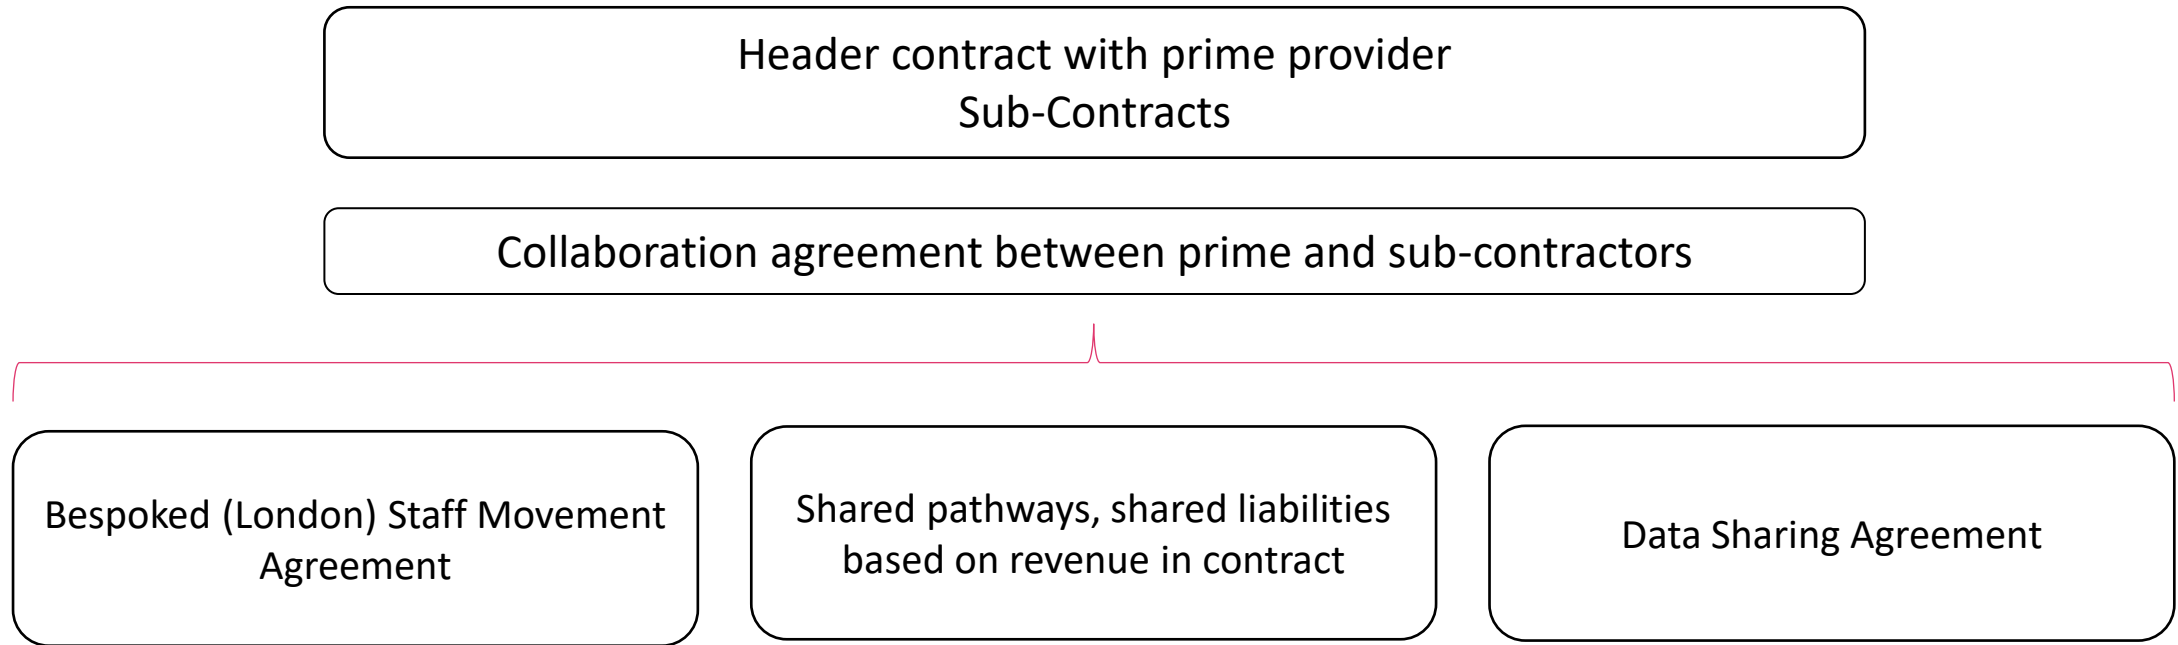 Header contract with prime provider
Sub-Contracts
Collaboration agreement between prime and sub-contractors
Bespoked (London) Staff Movement
Agreement
Shared pathways, shared liabilities
based on revenue in contract
Data Sharing Agreement